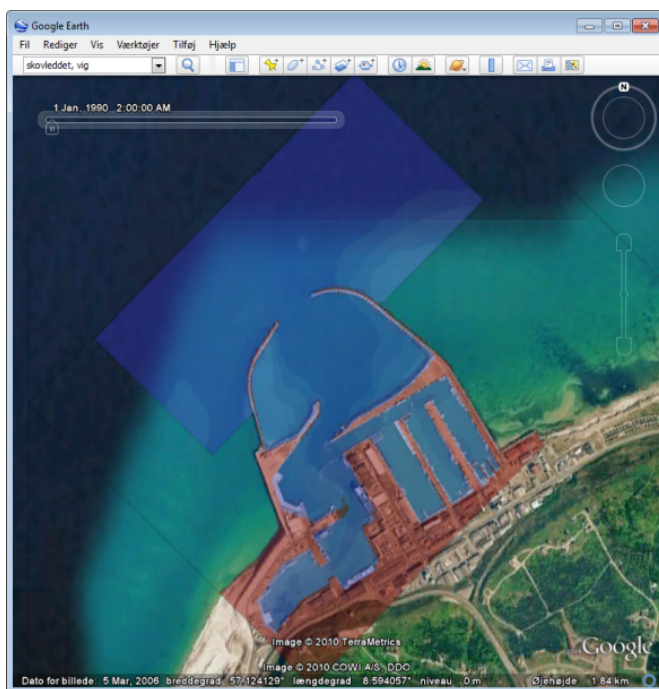 Google Earth
Fil Rediger Vis Værktøjer Tilføj Hjælp
skovleddet, vig
1 Jan, 1990 2:00:00 AM
N
Image © 2010 TerraMetrics
Google
Image © 2010 COWI A/S, DDO
Dato for billede: 5 Mar, 2006 breddegrad 57.124129° længdegrad 8.594057° niveau 0 m Øjehøjde 1.84 km